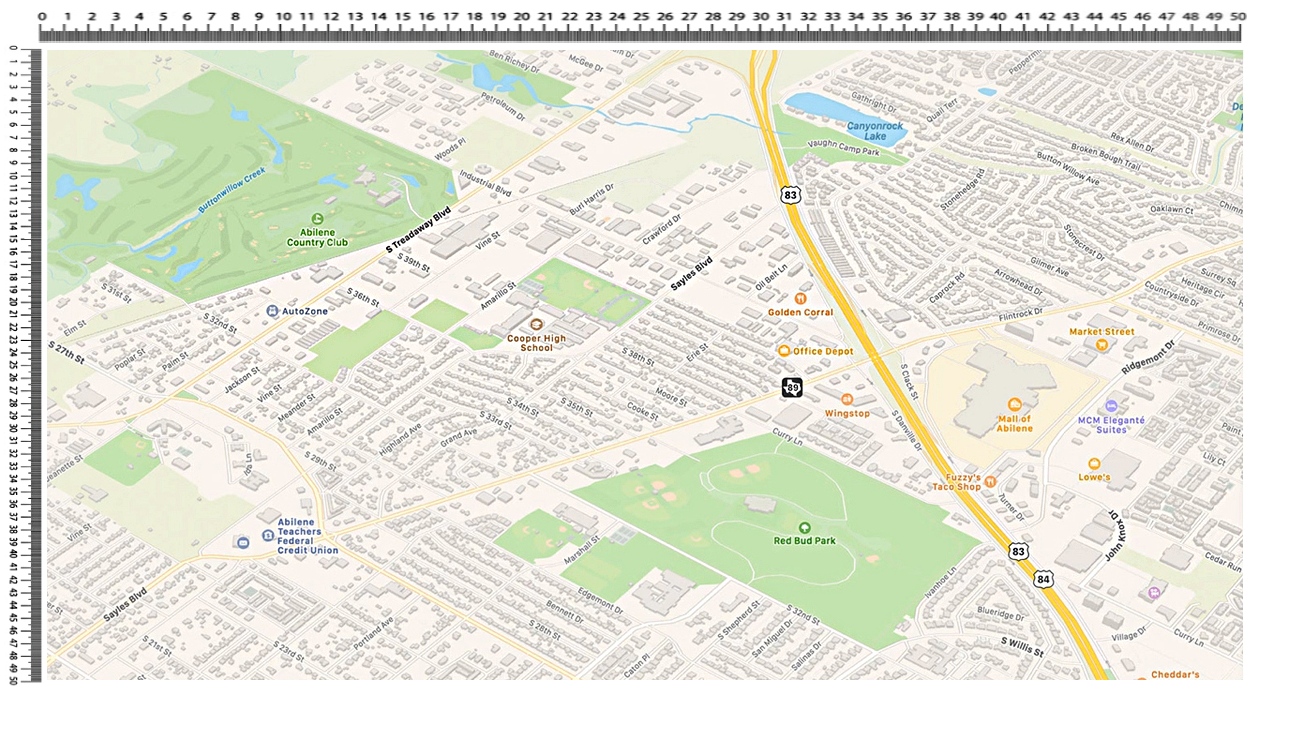 0 1 2 3 4 5 6 7 8 9 10 11 12 13 14 15 16 17 18 19 20 21 22 23 24 25 26 27 28 29 30 31 32 33 34 35 36 37 38 39 40 41 42 43 44 45 46 47 48 49 50
0 1 2 3 4 5 6 7 8 9 10 11 12 13 14 15 16 17 18 19 20 21 22 23 24 25 26 27 28 29 30 31 32 33 34 35 36 37 38 39 40 41 42 43 44 45 46 47 48 49 50
Ben Richey Dr
McGee Dr
Petroleum Dr
Woods Pl
Industrial Blvd
Buttonwillow Creek
Abilene
Country Club
S Treadaway Blvd
Vine St
S 39th St
Burl Harris Dr
Crawford Dr
Sayles Blvd
Oil Belt Ln
Golden Corral
83
Canyonrock
Lake
Vaughn Camp Park
Gathright Dr
Quail Terr
Rex Allen Dr
Broken Bough Trail
Button Willow Ave
Stonehedge Rd
Oaklawn Ct
Stonecrest Dr
Gilmer Ave
Arrowhead Dr
Caprock Rd
Flintrock Dr
Surrey Sq
Heritage Cir
Countryside Dr
Primrose Dr
S 31st St
Elm St
S 32nd St
S 27th St
Poplar St
Palm St
AutoZone
S 36th St
Amarillo St
Cooper High
School
S 38th St
Erie St
Office Depot
89
Wingstop
Moore St
Cooke St
S 35th St
S 34th St
S 33rd St
Jackson St
Vine St
Meander St
Amarillo St
Highland Ave
Grand Ave
S 29th St
Iola Ln
Jeanette St
Vine St
Abilene
Teachers
Federal
Credit Union
Sayles Blvd
S 21st St
S 23rd St
Portland Ave
Marshall St
Edgemont Dr
Bennett Dr
S 28th St
Caton Pl
S Shepherd St
San Miguel Dr
Salinas Dr
S 32nd St
Red Bud Park
Curry Ln
S Clack St
S Danville Dr
Market Street
Ridgemont Dr
Mall of
Abilene
MCM Eleganté
Suites
Lowe's
Lily Ct
Fuzzy's
Taco Shop
Turner Dr
John Knox Dr
83
84
Cedar Run
Ivanhoe Ln
Blueridge Dr
S Willis St
Village Dr
Curry Ln
Cheddar's